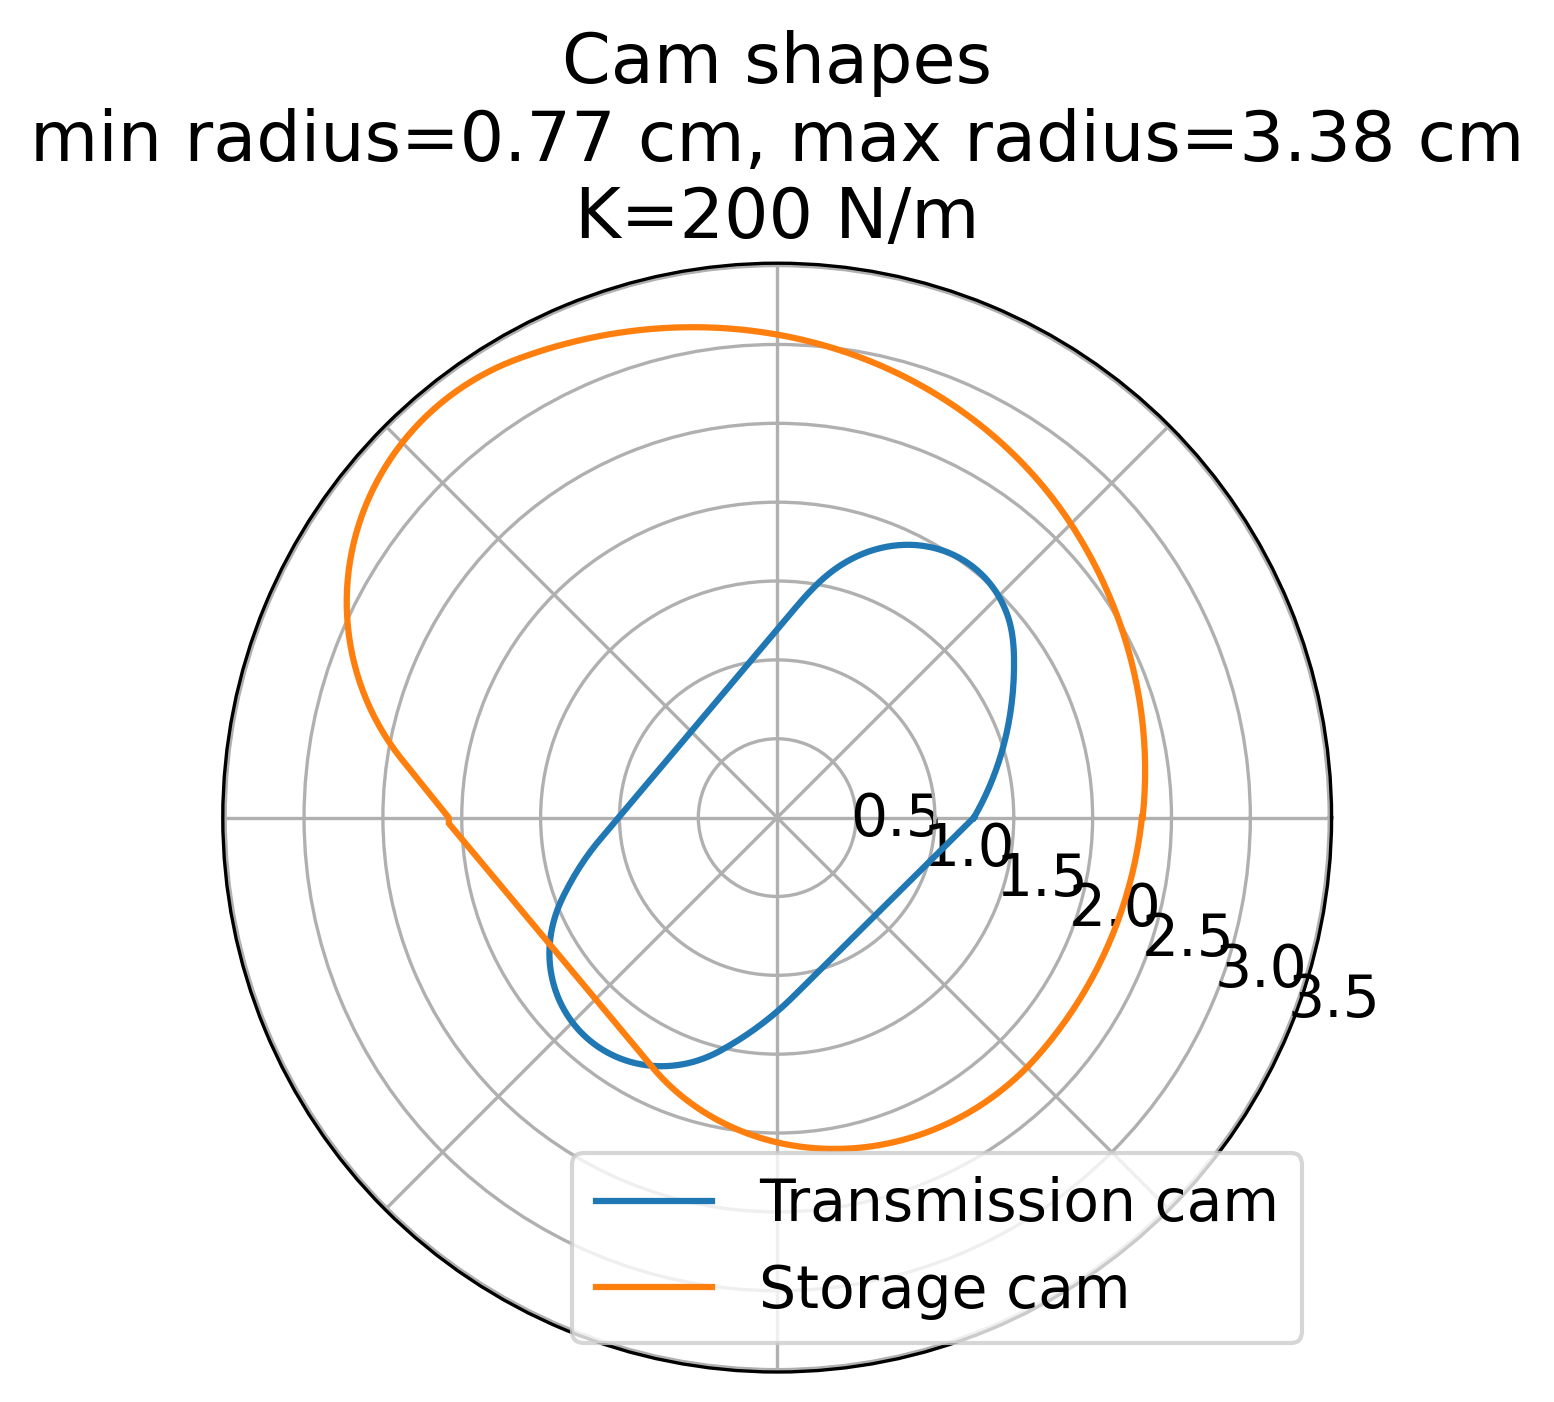 Cam shapes
min radius=0.77 cm, max radius=3.38 cm
K=200 N/m
0.5
1.0
1.5
2.0
2.5
3.0
3.5
Transmission cam
Storage cam